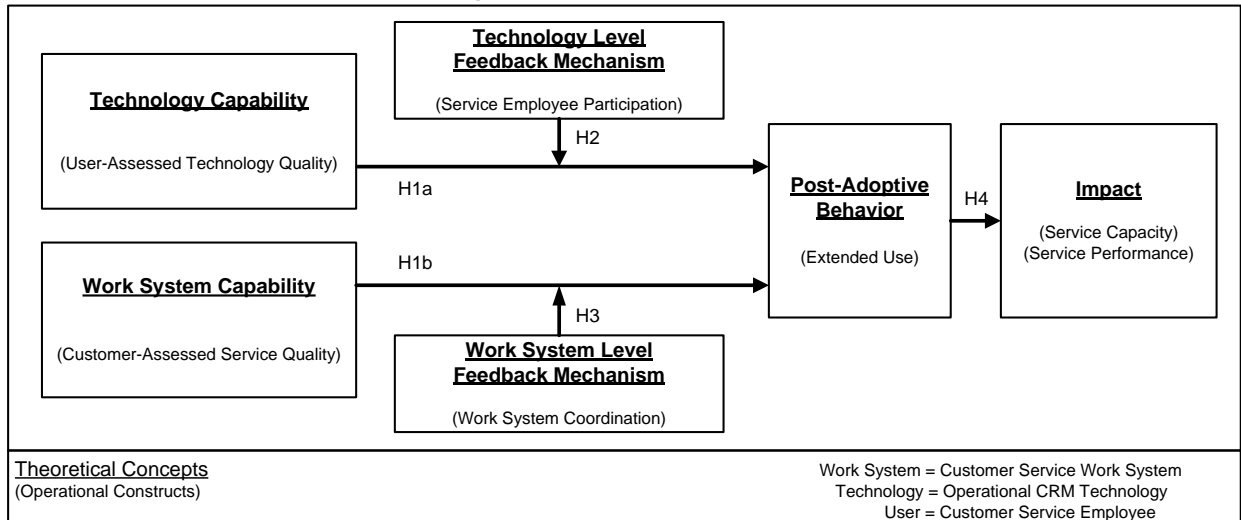 Technology Level
Feedback Mechanism
(Service Employee Participation)
Technology Capability
(User-Assessed Technology Quality)
H2
H1a
Post-Adoptive
Behavior
(Extended Use)
H4
Impact
(Service Capacity)
(Service Performance)
H1b
Work System Capability
(Customer-Assessed Service Quality)
H3
Work System Level
Feedback Mechanism
(Work System Coordination)
Theoretical Concepts
(Operational Constructs)
Work System = Customer Service Work System
Technology = Operational CRM Technology
User = Customer Service Employee